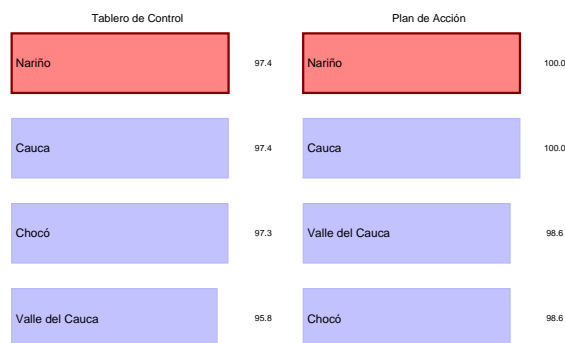 Tablero de Control Plan de Acción
Nariño 97.4 Nariño 100.0
Cauca 97.4 Cauca 100.0
Chocó 97.3 Valle del Cauca 98.6
Valle del Cauca 95.8 Chocó 98.6